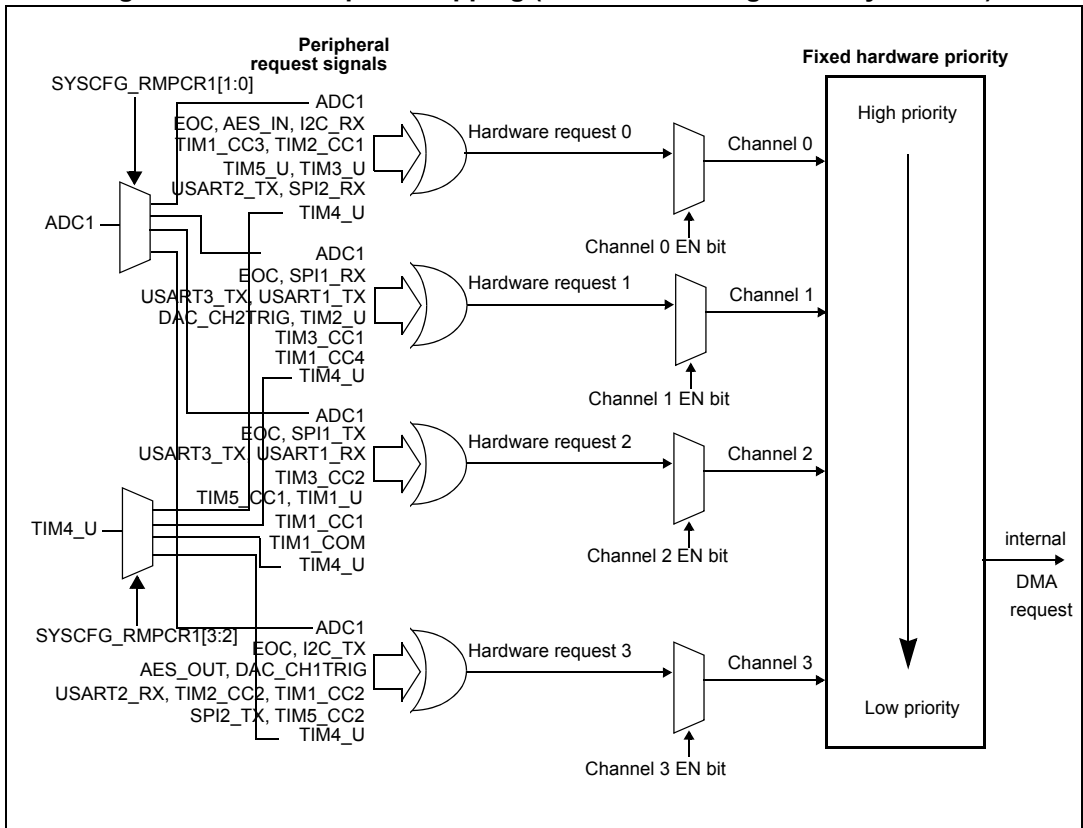 Peripheral
request signals
Fixed hardware priority
SYSCFG_RMPCR1[1:0]
ADC1
EOC, AES_IN, I2C_RX
TIM1_CC3, TIM2_CC1
TIM5_U, TIM3_U
USART2_TX, SPI2_RX
TIM4_U
Hardware request 0
Channel 0
Channel 0 EN bit
High priority
ADC1
ADC1
EOC, SPI1_RX
USART3_TX, USART1_TX
DAC_CH2TRIG, TIM2_U
TIM3_CC1
TIM1_CC4
TIM4_U
Hardware request 1
Channel 1
Channel 1 EN bit
ADC1
EOC, SPI1_TX
USART3_TX, USART1_RX
TIM3_CC2
TIM5_CC1, TIM1_U
TIM1_CC1
TIM1_COM
TIM4_U
Hardware request 2
Channel 2
Channel 2 EN bit
TIM4_U
SYSCFG_RMPCR1[3:2]
internal
DMA
request
ADC1
EOC, I2C_TX
AES_OUT, DAC_CH1TRIG
USART2_RX, TIM2_CC2, TIM1_CC2
SPI2_TX, TIM5_CC2
TIM4_U
Hardware request 3
Channel 3
Channel 3 EN bit
Low priority